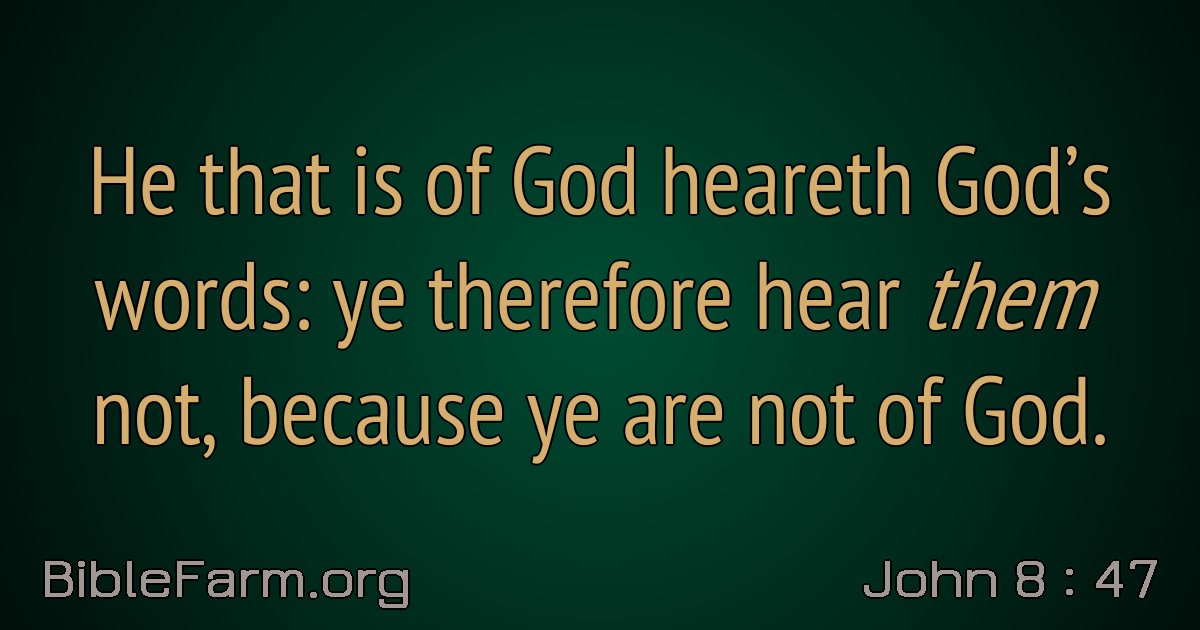 He that is of God heareth God’s
words: ye therefore hear them
not, because ye are not of God.
BibleFarm.org
John 8 : 47